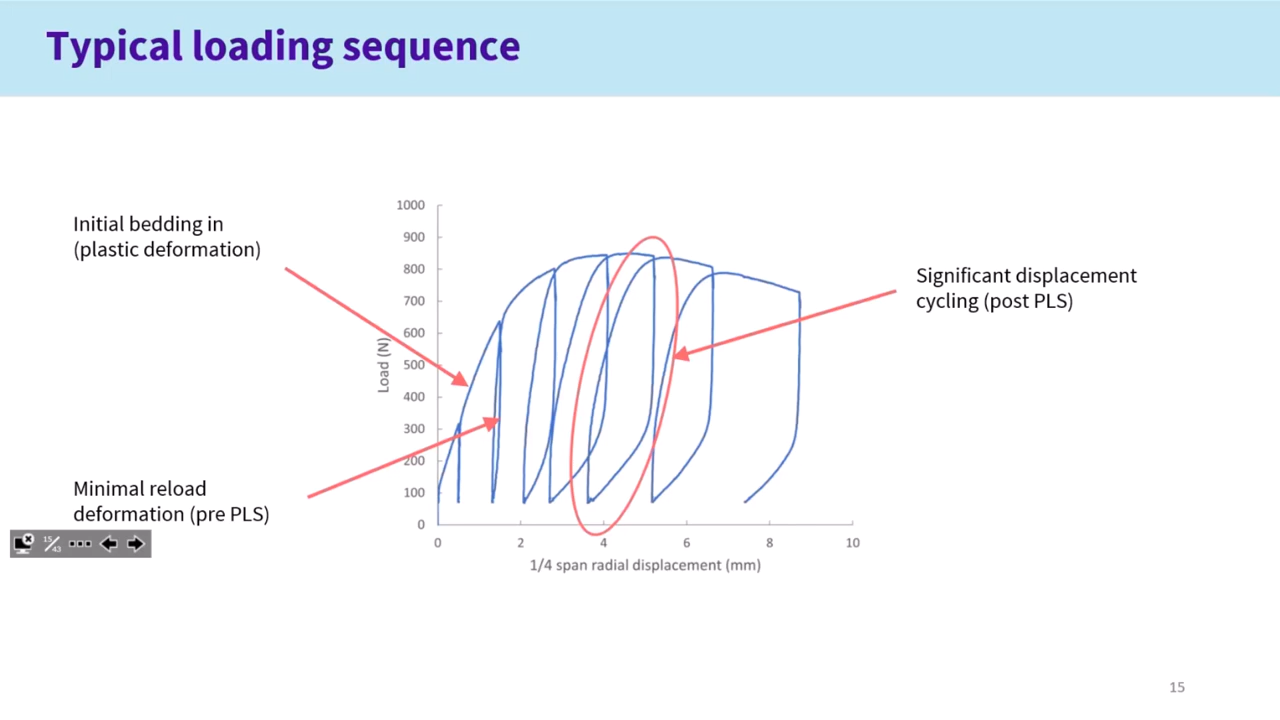 Typical loading sequence
Initial bedding in
(plastic deformation)
Significant displacement
cycling (post PLS)
Minimal reload
deformation (pre PLS)
Load (N)
1000
900
800
700
600
500
400
300
200
100
0
0 2 4 6 8 10
1/4 span radial displacement (mm)
15/43
15